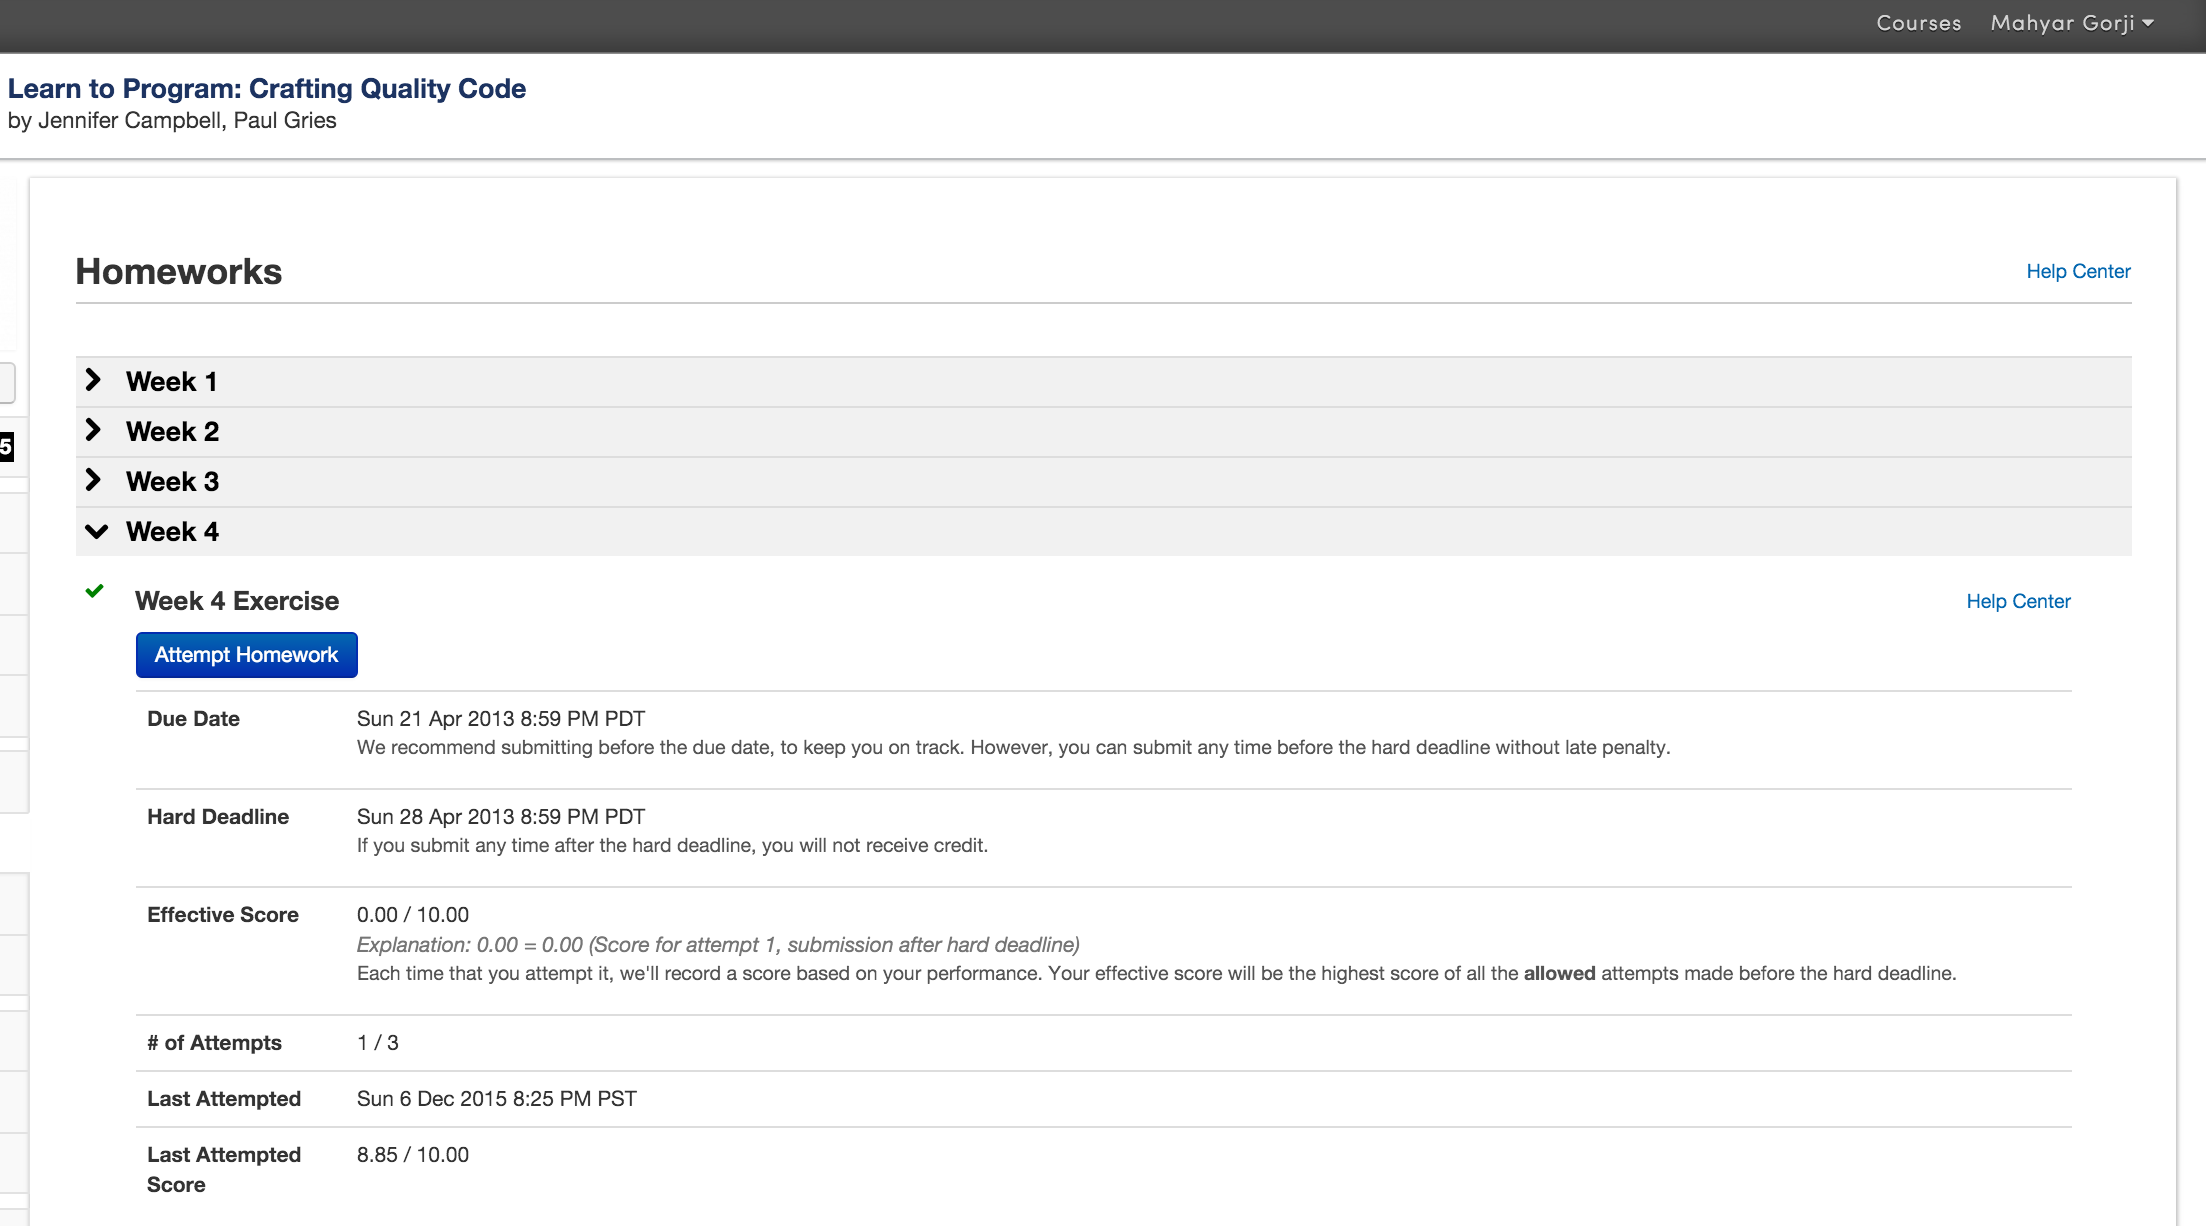 Courses Mahyar Gorji
Learn to Program: Crafting Quality Code
by Jennifer Campbell, Paul Gries
Homeworks Help Center
Week 1
Week 2
5
Week 3
Week 4
Week 4 Exercise Help Center
Attempt Homework
Due Date Sun 21 Apr 2013 8:59 PM PDT
We recommend submitting before the due date, to keep you on track. However, you can submit any time before the hard deadline without late penalty.
Hard Deadline Sun 28 Apr 2013 8:59 PM PDT
If you submit any time after the hard deadline, you will not receive credit.
Effective Score 0.00 / 10.00
Explanation: 0.00 = 0.00 (Score for attempt 1, submission after hard deadline)
Each time that you attempt it, we'll record a score based on your performance. Your effective score will be the highest score of all the allowed attempts made before the hard deadline.
# of Attempts 1 / 3
Last Attempted Sun 6 Dec 2015 8:25 PM PST
Last Attempted 8.85 / 10.00
Score